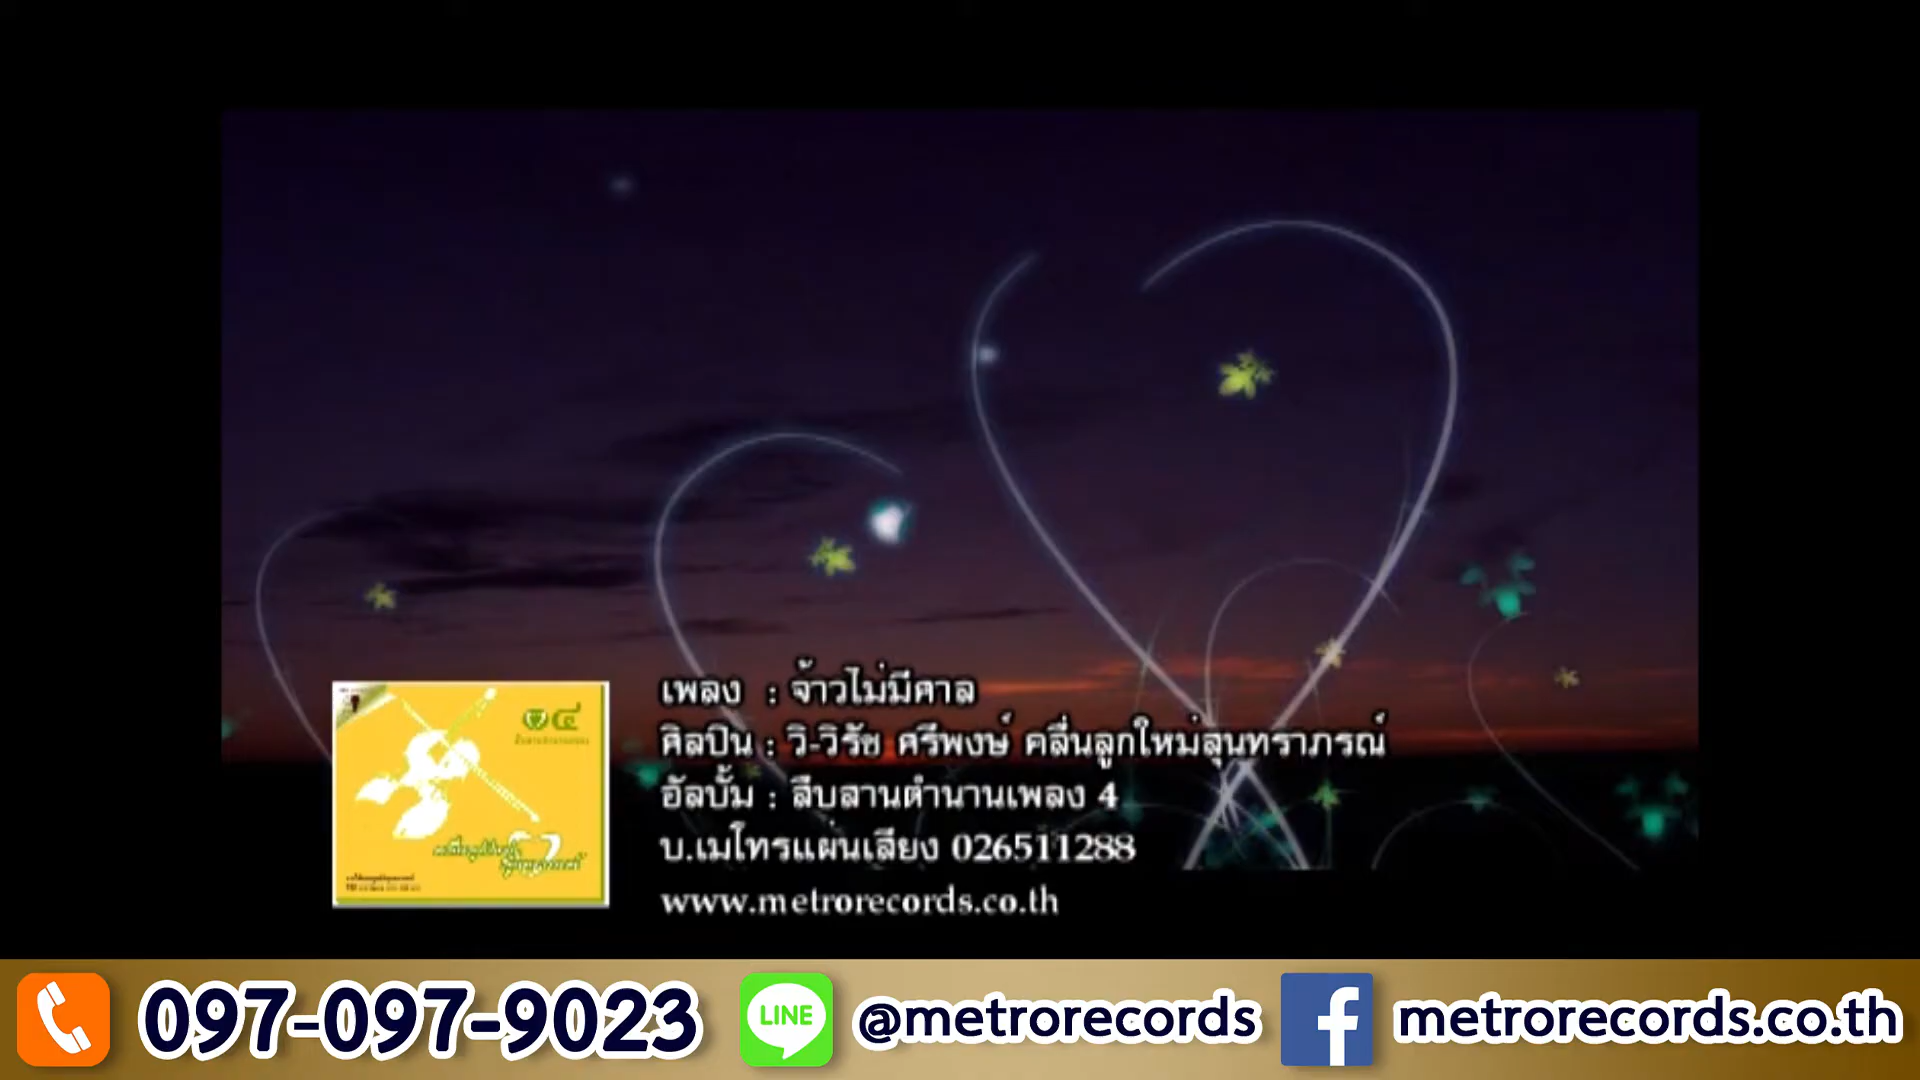 เพลง : จ้าวไม่มีศาล
ศิลปิน : วิ-วิรัช ศรีพงษ์ คลื่นลูกใหม่สุนทราภรณ์
อัลบั้ม : สืบสานตำนานเพลง 4
บ.เมโทรแผ่นเสียง 026511288
www.metrorecords.co.th
๔
097-097-9023
LINE
@metrorecords
metrorecords.co.th